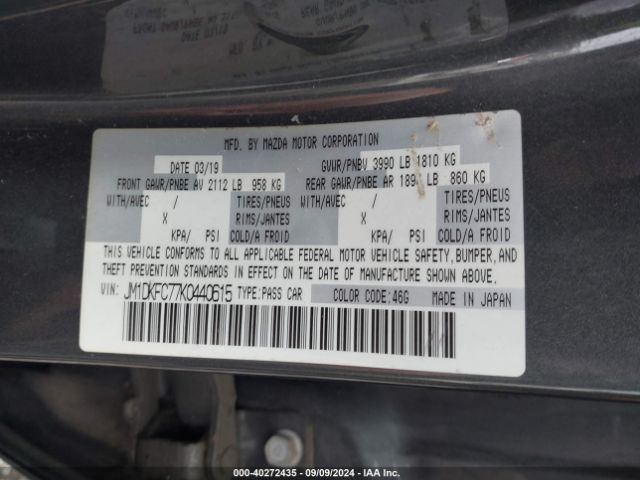 MFD. BY MAZDA MOTOR CORPORATION
DATE 03/19 GVWR/PNBV 3990 LB 1810 KG
FRONT GAWR/PNBE AV 2112 LB 958 KG REAR GAWR/PNBE AR 189 LB 860 KG
WITH/AVEC / TIRES/PNEUS WITH/AVEC / TIRES/PNEUS
X RIMS/JANTES X RIMS/JANTES
KPA/ PSI COLD/A FROID KPA/ PSI COLD/A FROID
THIS VEHICLE CONFORMS TO ALL APPLICABLE FEDERAL MOTOR VEHICLE SAFETY, BUMPER, AND
THEFT PREVENTION STANDARDS IN EFFECT ON THE DATE OF MANUFACTURE SHOWN ABOVE.
VIN: JM1DKFC77K0440615 TYPE:PASS CAR COLOR CODE:46G MADE IN JAPAN
000-40272435 - 09/09/2024 - IAA Inc.